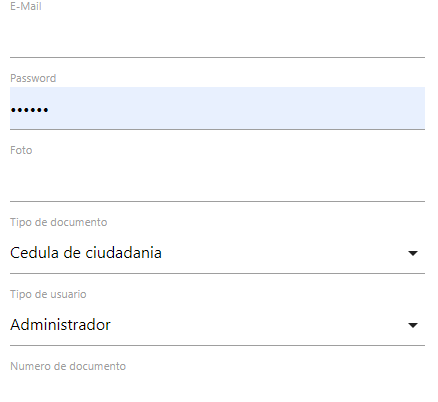 E-Mail
Password
••••••
Foto
Tipo de documento
Cedula de ciudadania
Tipo de usuario
Administrador
Numero de documento